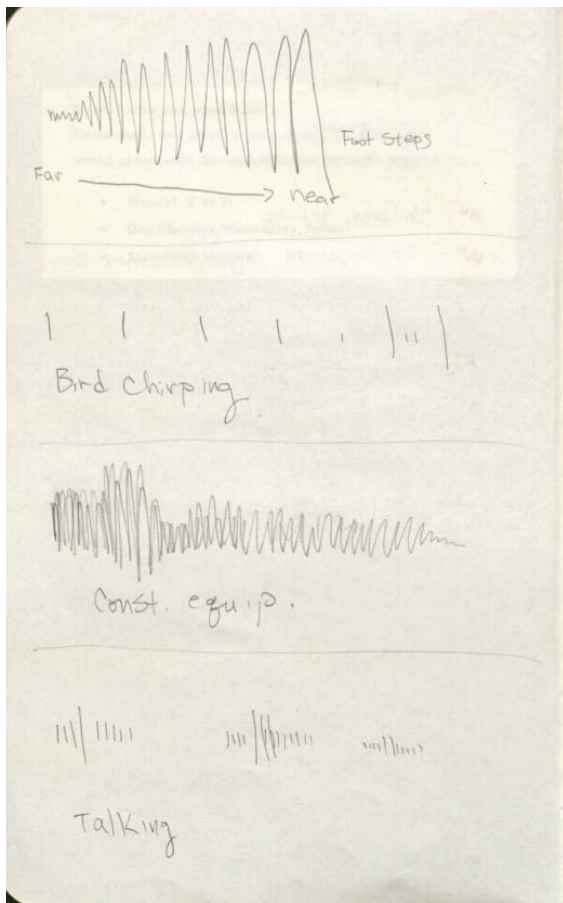 Foot Steps
Far near
Bird chirping
Const. equip.
Talking